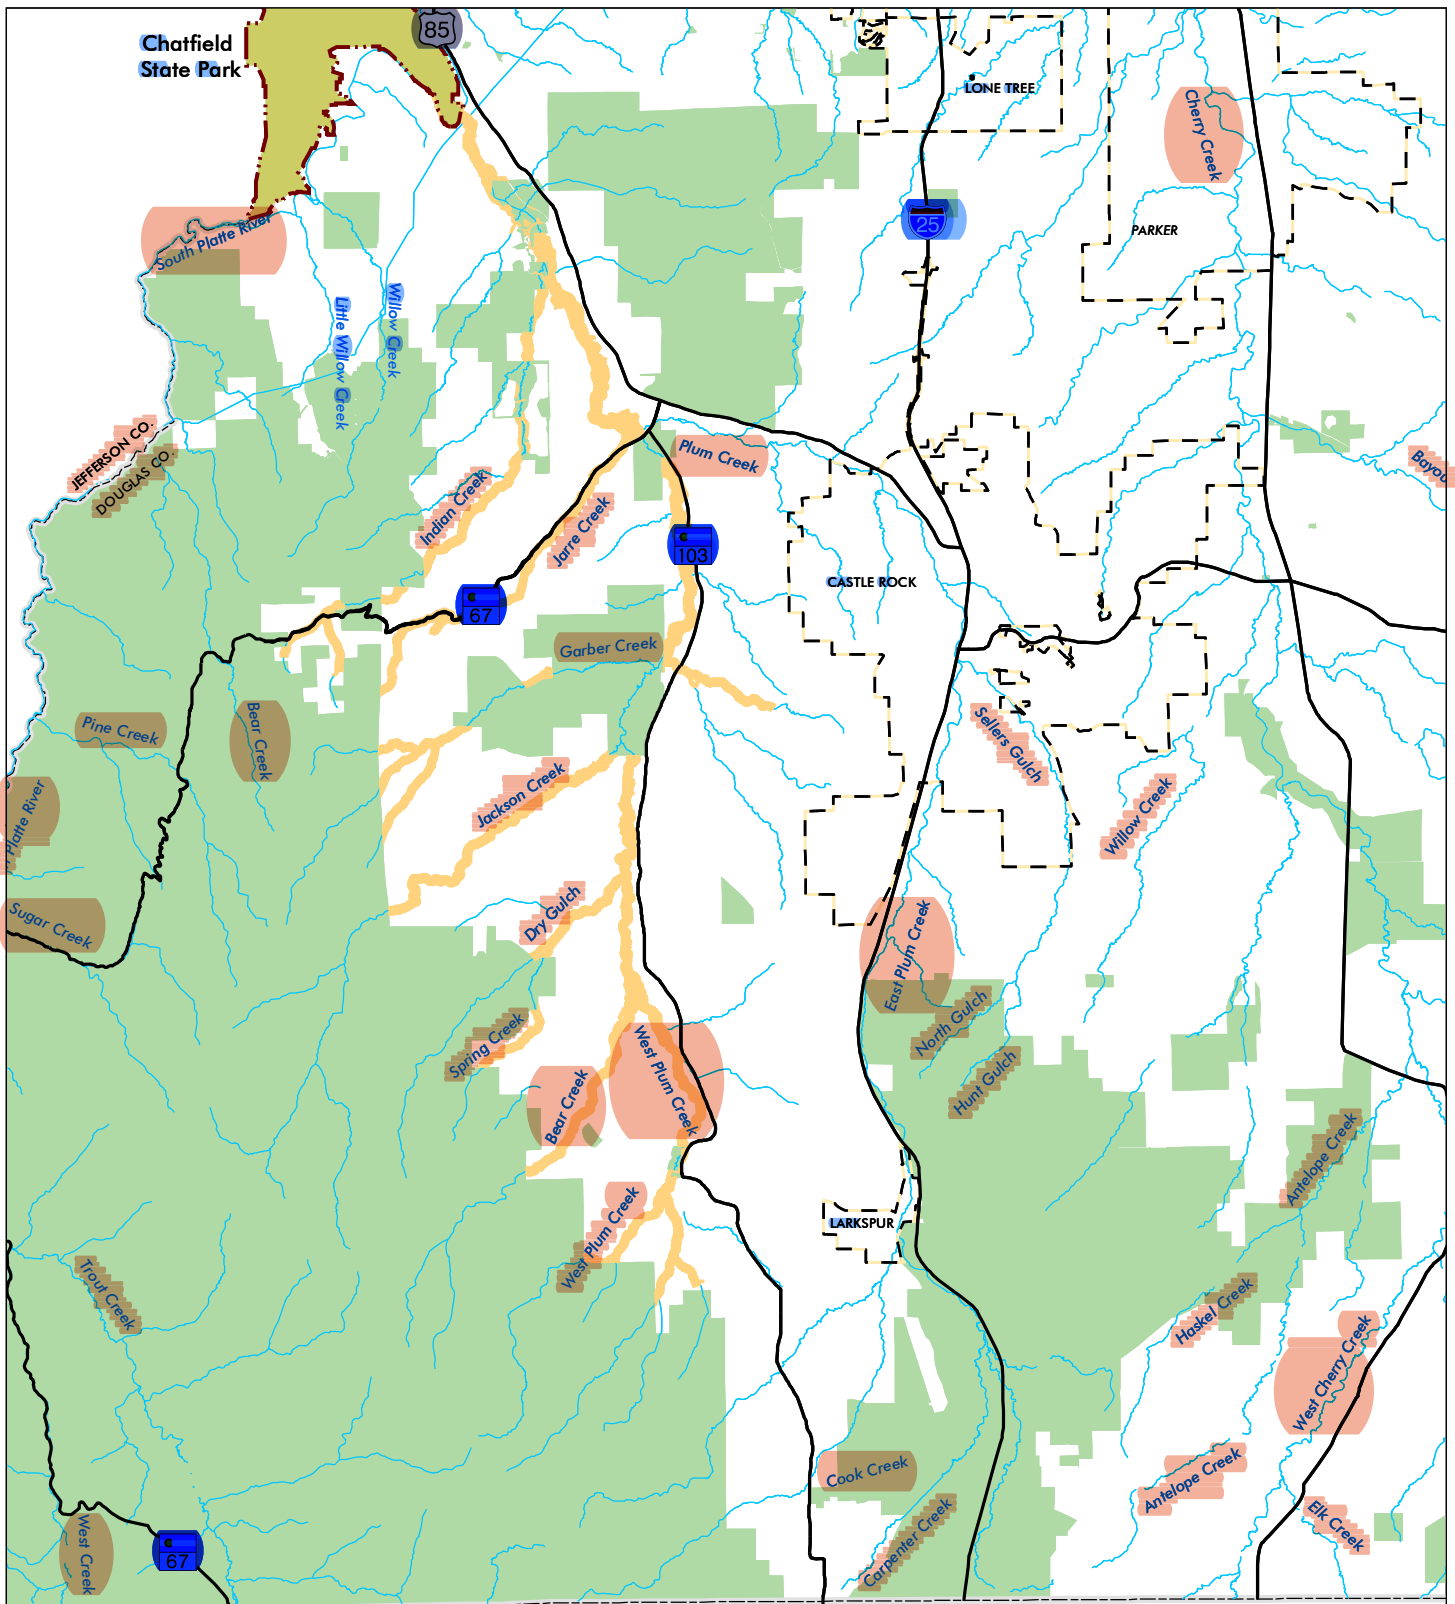 Chatfield
State Park
85
LONE TREE
Cherry Creek
South Platte River
25
PARKER
Little Willow Creek
Willow Creek
JEFFERSON CO.
DOUGLAS CO.
Indian Creek
Jarre Creek
Plum Creek
103
CASTLE ROCK
67
Garber Creek
Pine Creek
Bear Creek
Sellers Gulch
Platte River
Jackson Creek
Willow Creek
Sugar Creek
Dry Gulch
East Plum Creek
Spring Creek
North Gulch
Hunt Gulch
Bear Creek
West Plum Creek
Antelope Creek
West Plum Creek
LARKSPUR
Trout Creek
Haskel Creek
West Cherry Creek
Cook Creek
Antelope Creek
Elk Creek
Carpenter Creek
West Creek
67